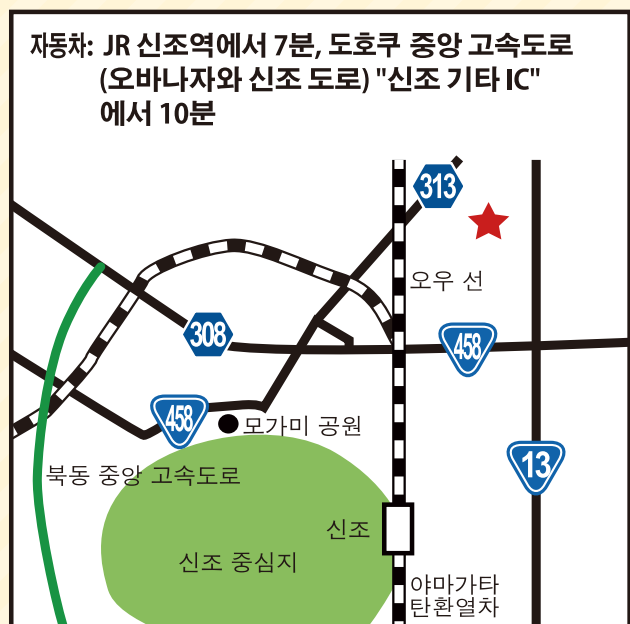 자동차: JR 신조역에서 7분, 도호쿠 중앙 고속도로
(오바나자와 신조 도로) "신조 기타 IC"
에서 10분
313
오우 선
308
458
458
모가미 공원
13
북동 중앙 고속도로
신조
신조 중심지
야마가타
탄환열차